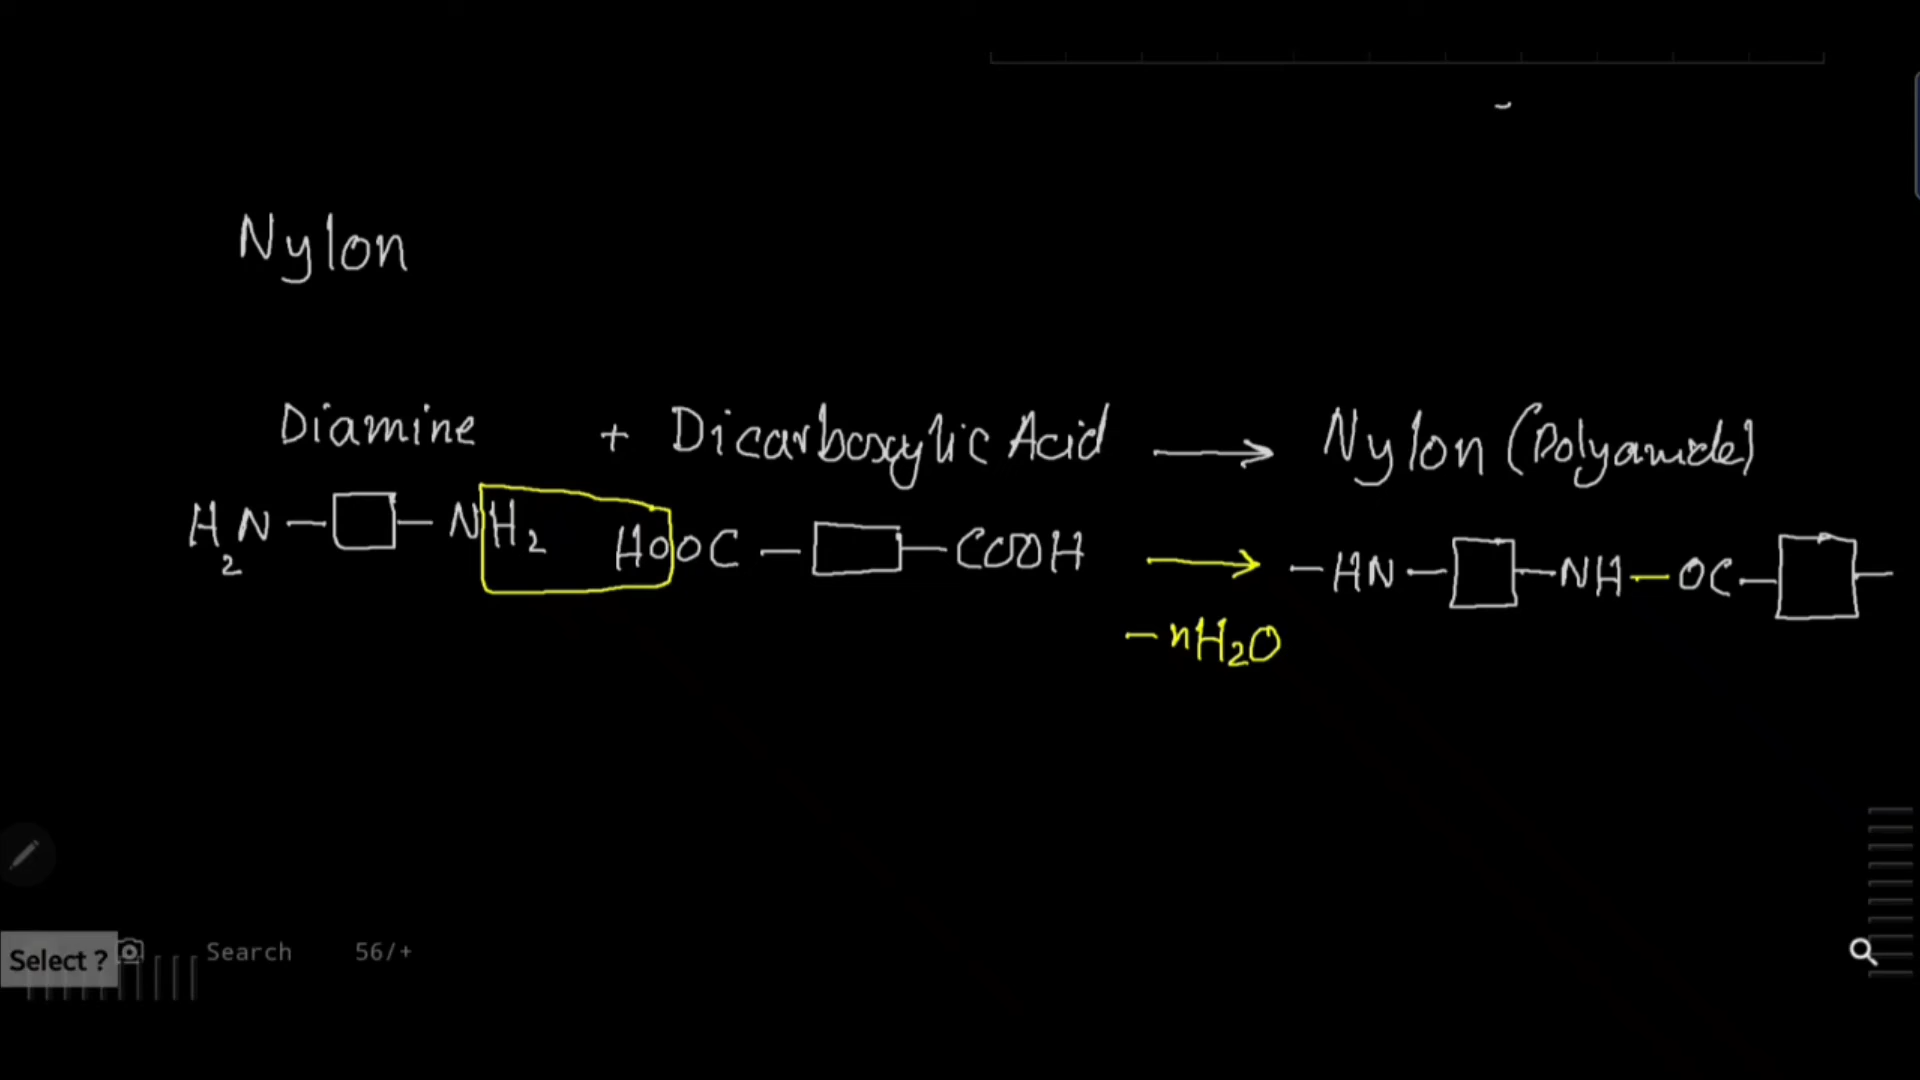 Nylon
Diamine + Dicarboxylic Acid → Nylon (Polyamide)
H2N – □ – NH2 HOOC – □ – COOH → – HN – □ – NH – OC – □ –
– nH2O
Select ? Search 56/+